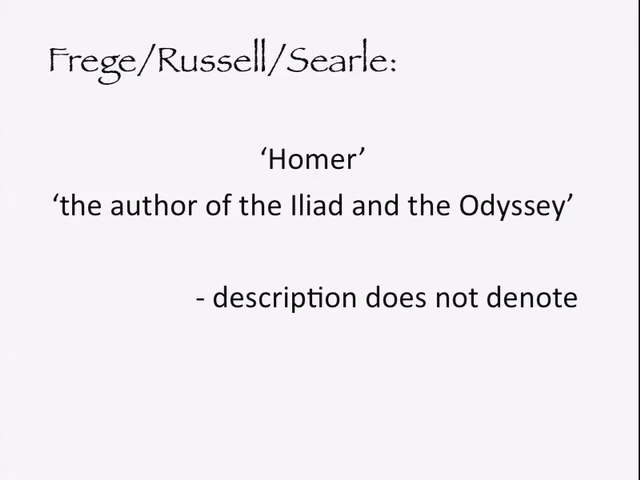 Frege/Russell/Searle:
‘Homer’
‘the author of the Iliad and the Odyssey’
- description does not denote